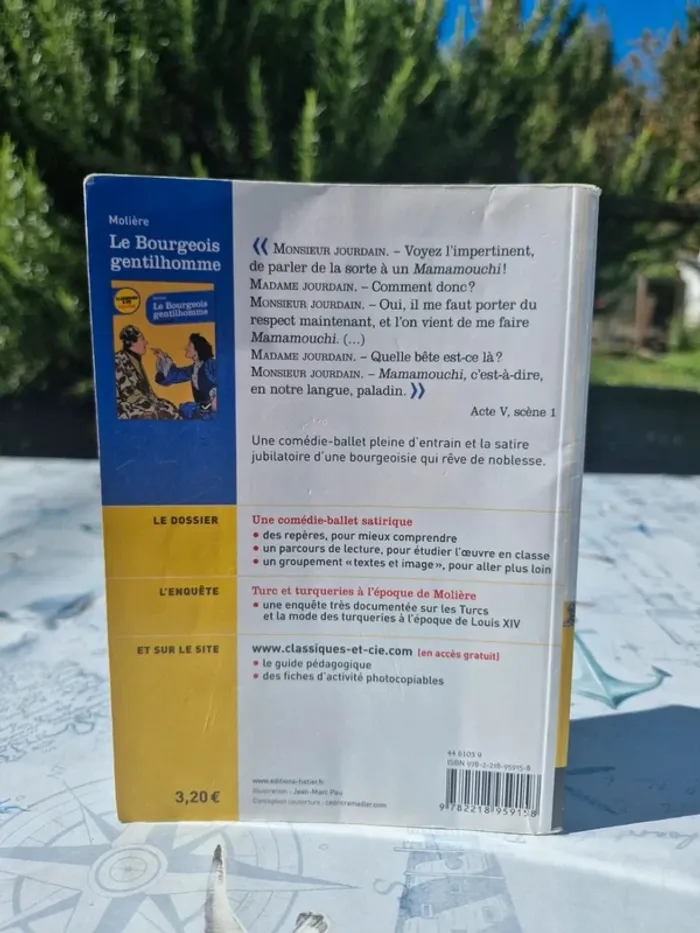 Molière
Le Bourgeois
gentilhomme
Le Bourgeois
gentilhomme
« MONSIEUR JOURDAIN. – Voyez l'impertinent,
de parler de la sorte à un Mamamouchi !
MADAME JOURDAIN. – Comment donc ?
MONSIEUR JOURDAIN. – Oui, il me faut porter du
respect maintenant, et l'on vient de me faire
Mamamouchi. (...)
MADAME JOURDAIN. – Quelle bête est-ce là ?
MONSIEUR JOURDAIN. – Mamamouchi, c'est-à-dire,
en notre langue, paladin. »
Acte V, scène 1
Une comédie-ballet pleine d'entrain et la satire
jubilatoire d'une bourgeoisie qui rêve de noblesse.
LE DOSSIER
Une comédie-ballet satirique
• des repères, pour mieux comprendre
• un parcours de lecture, pour étudier l'œuvre en classe
• un groupement « textes et image », pour aller plus loin
L'ENQUÊTE
Turc et turqueries à l'époque de Molière
• une enquête très documentée sur les Turcs
et la mode des turqueries à l'époque de Louis XIV
ET SUR LE SITE
www.classiques-et-cie.com (en accès gratuit)
• le guide pédagogique
• des fiches d'activité photocopiables
44 6105 9
ISBN 978-2-218-95915-8
www.editions-hatier.fr
Illustration : Jean-Marc Pau
Conception couverture : cedricramadier.com
3,20 €
9 782218 959158